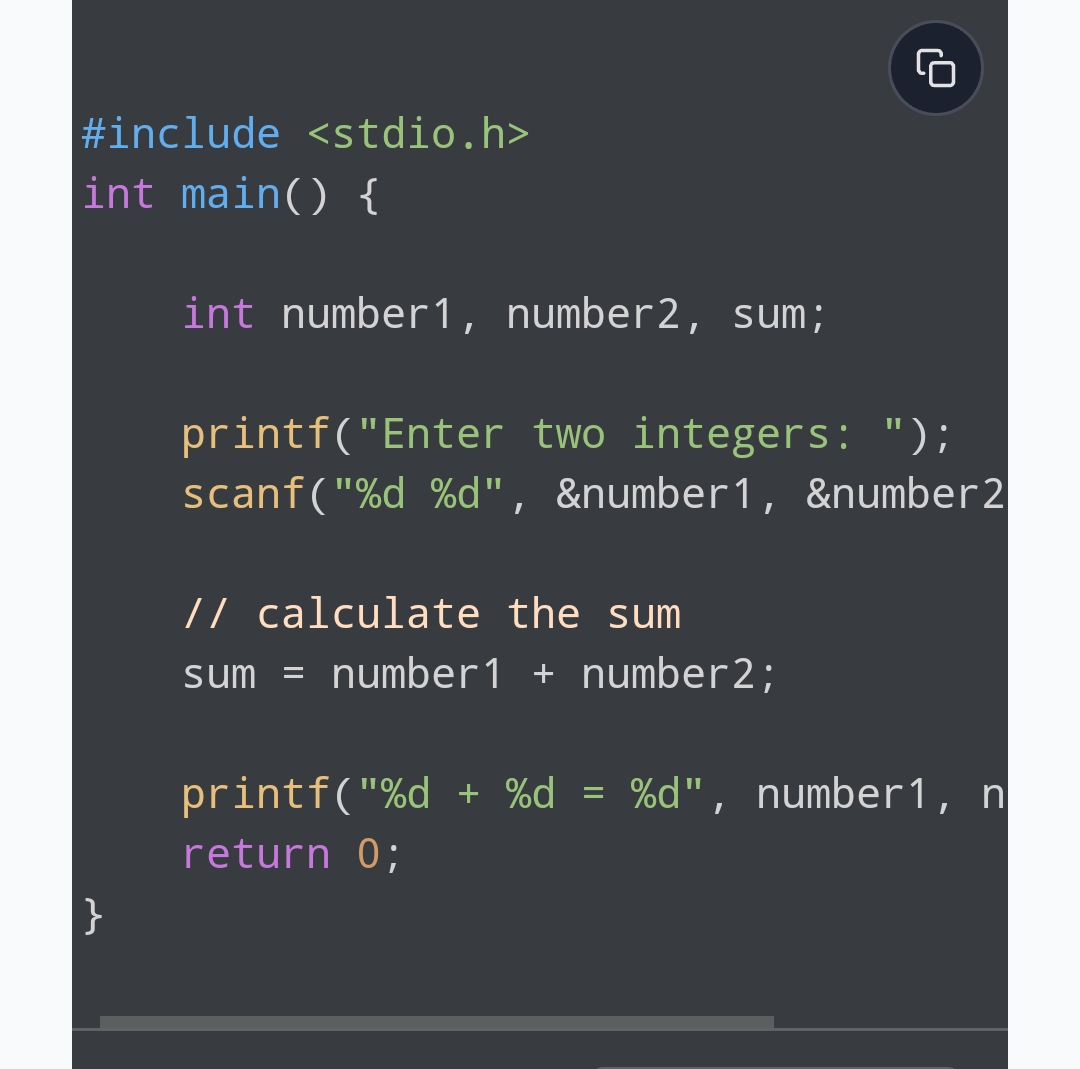 #include <stdio.h>
int main() {
    int number1, number2, sum;
    printf("Enter two integers: ");
    scanf("%d %d", &number1, &number2
    // calculate the sum
    sum = number1 + number2;
    printf("%d + %d = %d", number1, n
    return 0;
}